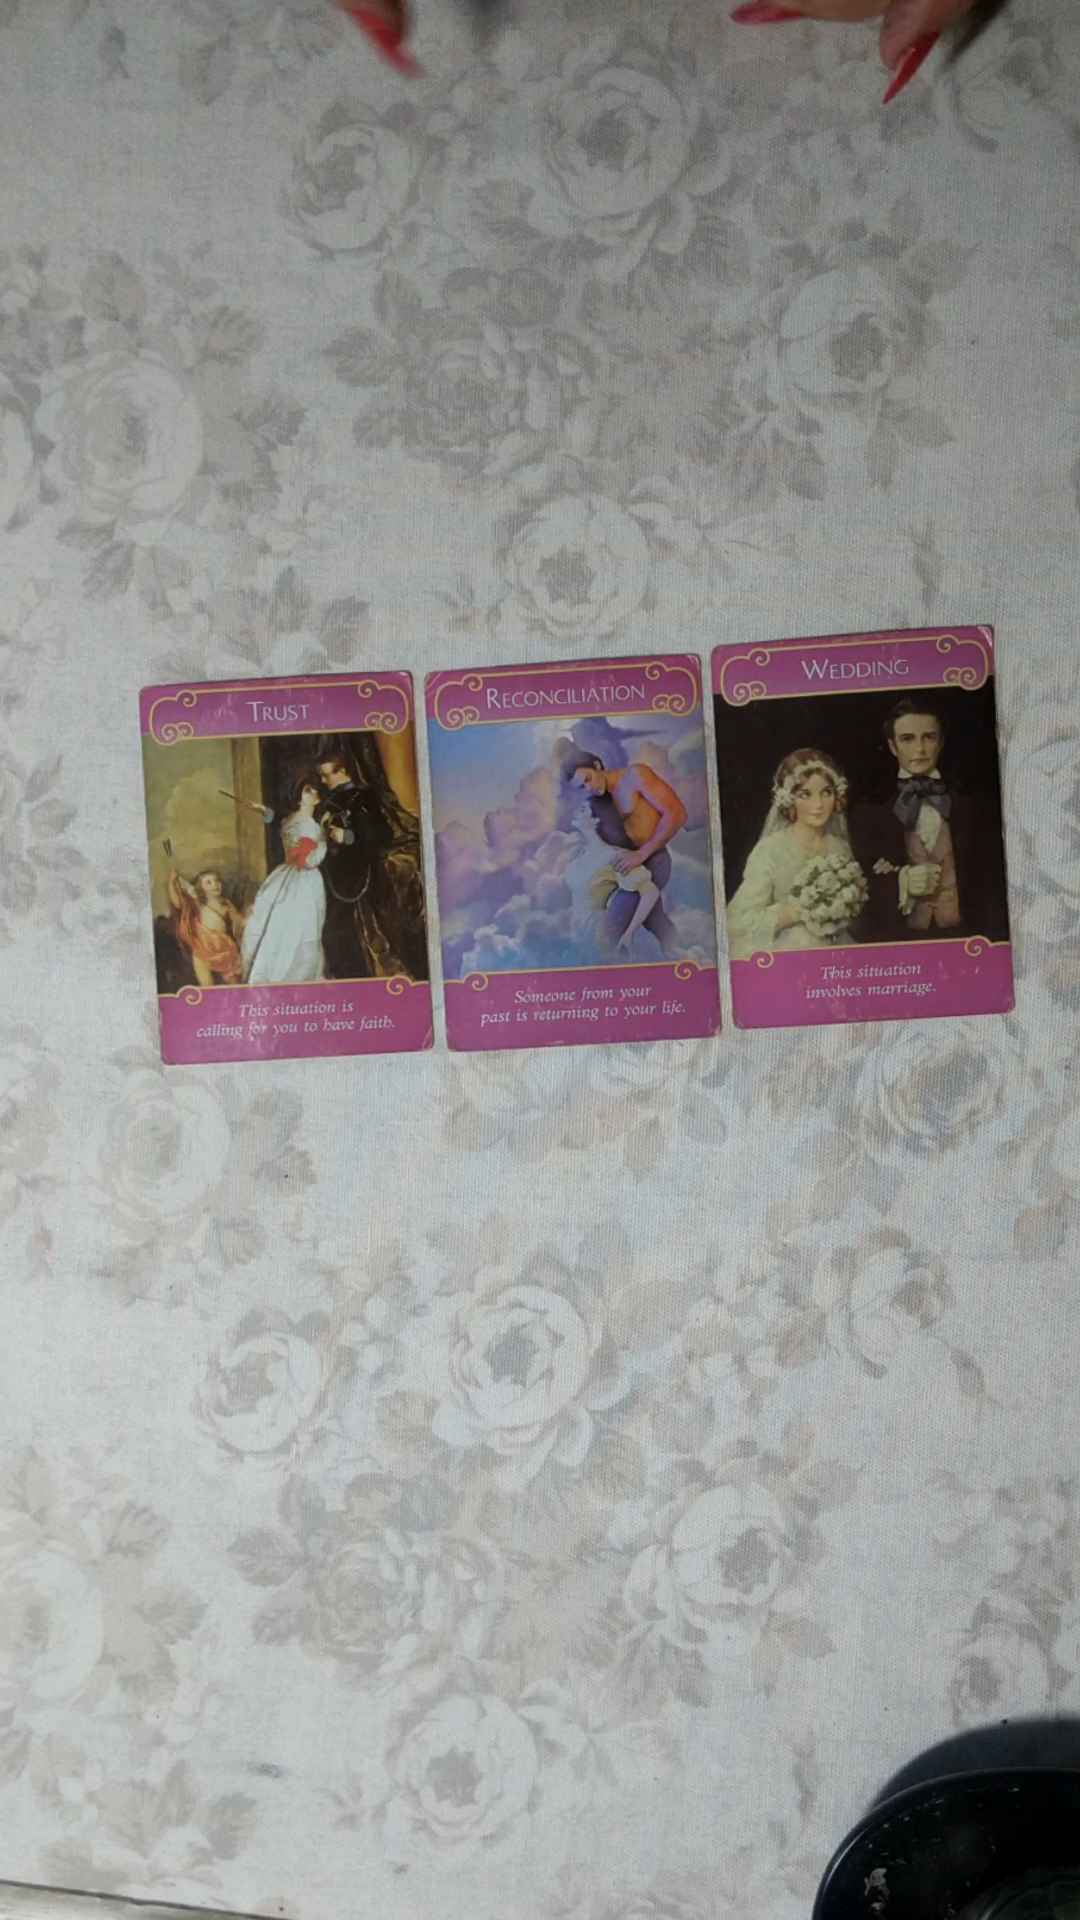 TRUST
This situation is
calling for you to have faith.
RECONCILIATION
Someone from your
past is returning to your life.
WEDDING
This situation
involves marriage.